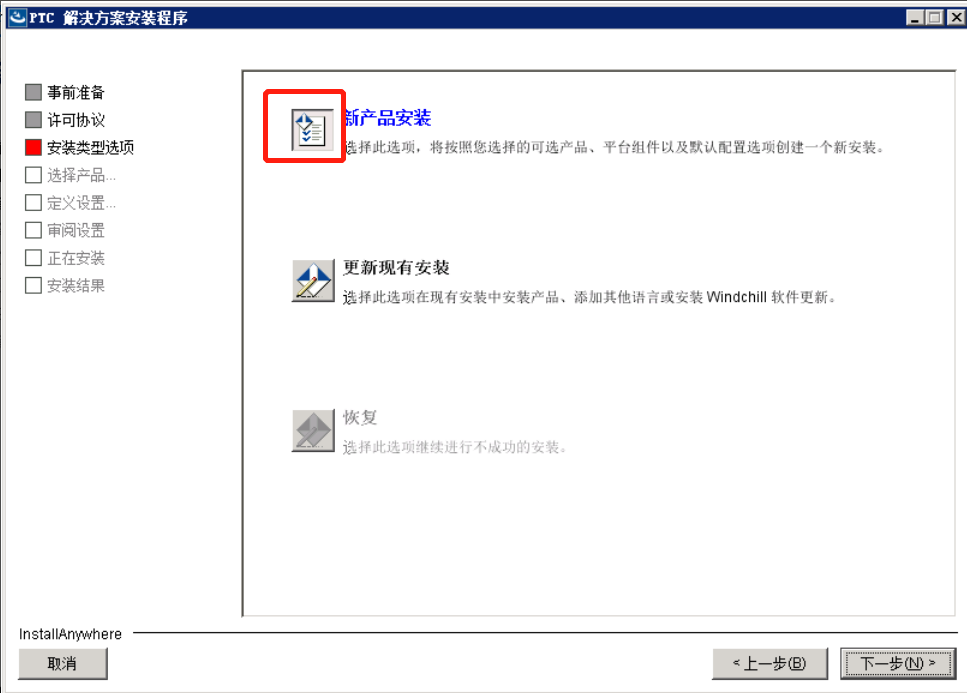 PTC 解决方案安装程序
事前准备
许可协议
安装类型选项
选择产品...
定义设置...
审阅设置
正在安装
安装结果
新产品安装
选择此选项，将按照您选择的可选产品、平台组件以及默认配置选项创建一个新安装。
更新现有安装
选择此选项在现有安装中安装产品、添加其他语言或安装 Windchill 软件更新。
恢复
选择此选项继续进行不成功的安装。
InstallAnywhere
取消
< 上一步(B)
下一步(N) >